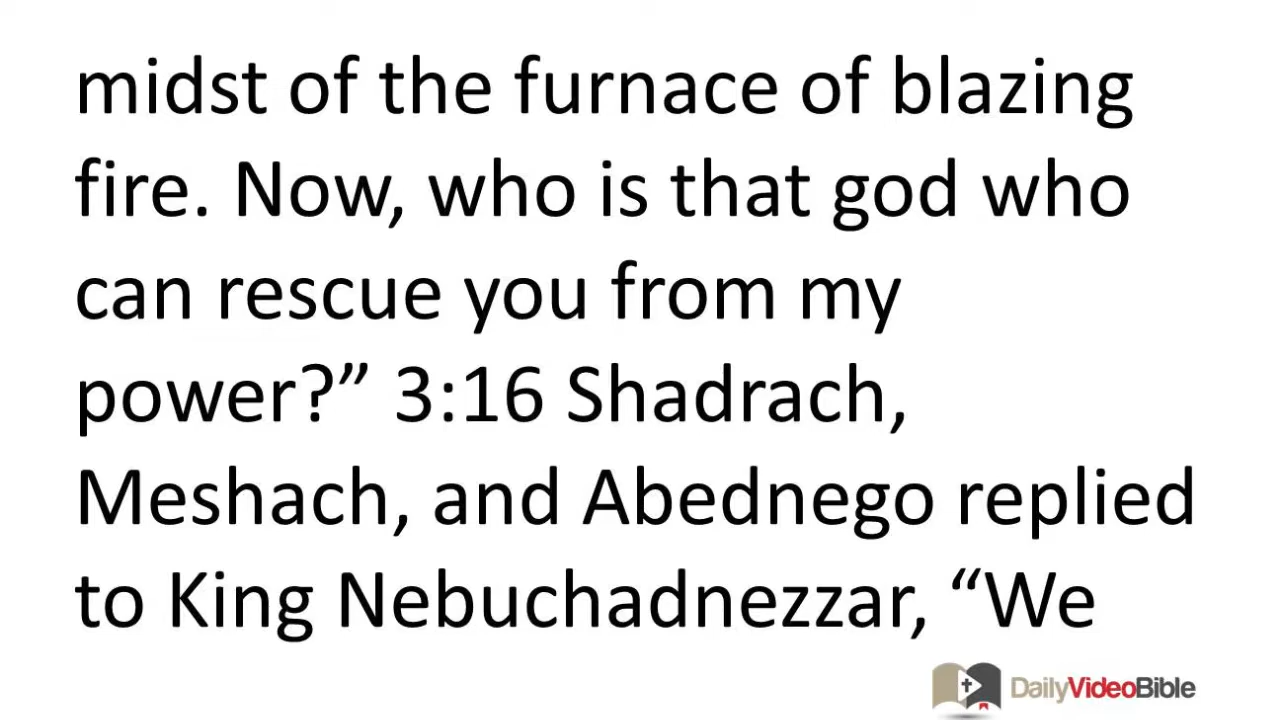 midst of the furnace of blazing
fire. Now, who is that god who
can rescue you from my
power?” 3:16 Shadrach,
Meshach, and Abednego replied
to King Nebuchadnezzar, “We
DailyVideoBible